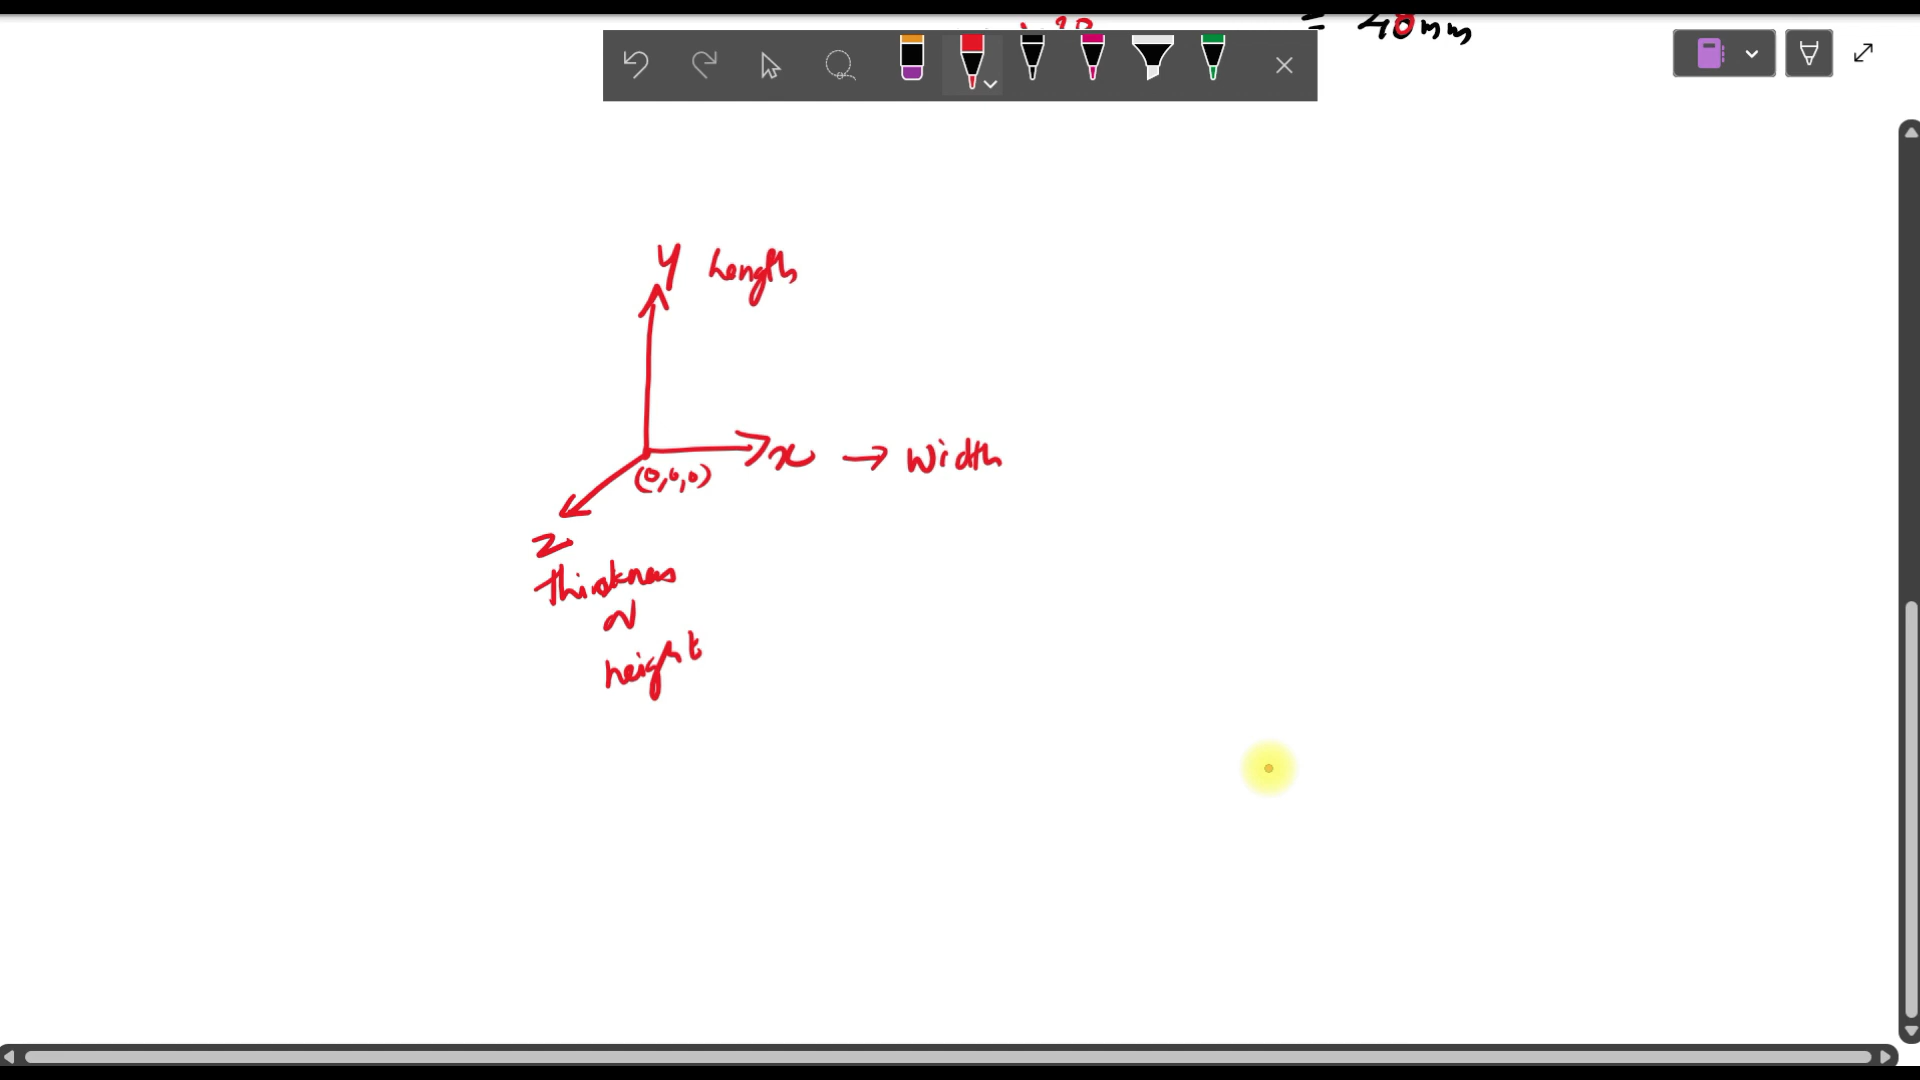 = 40mm
y Length
x → Width
(0,0,0)
z
thickness
or
height